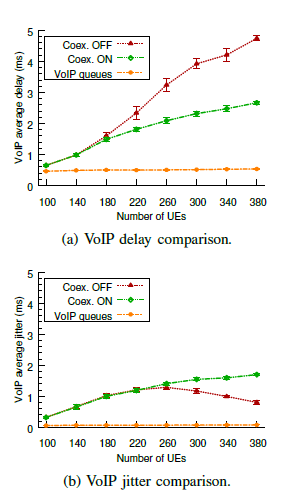 5
4
3
2
1
0
VoIP average delay (ms)
Coex. OFF
Coex. ON
VoIP queues
100 140 180 220 260 300 340 380
Number of UEs
(a) VoIP delay comparison.
5
4
3
2
1
0
VoIP average jitter (ms)
Coex. OFF
Coex. ON
VoIP queues
100 140 180 220 260 300 340 380
Number of UEs
(b) VoIP jitter comparison.